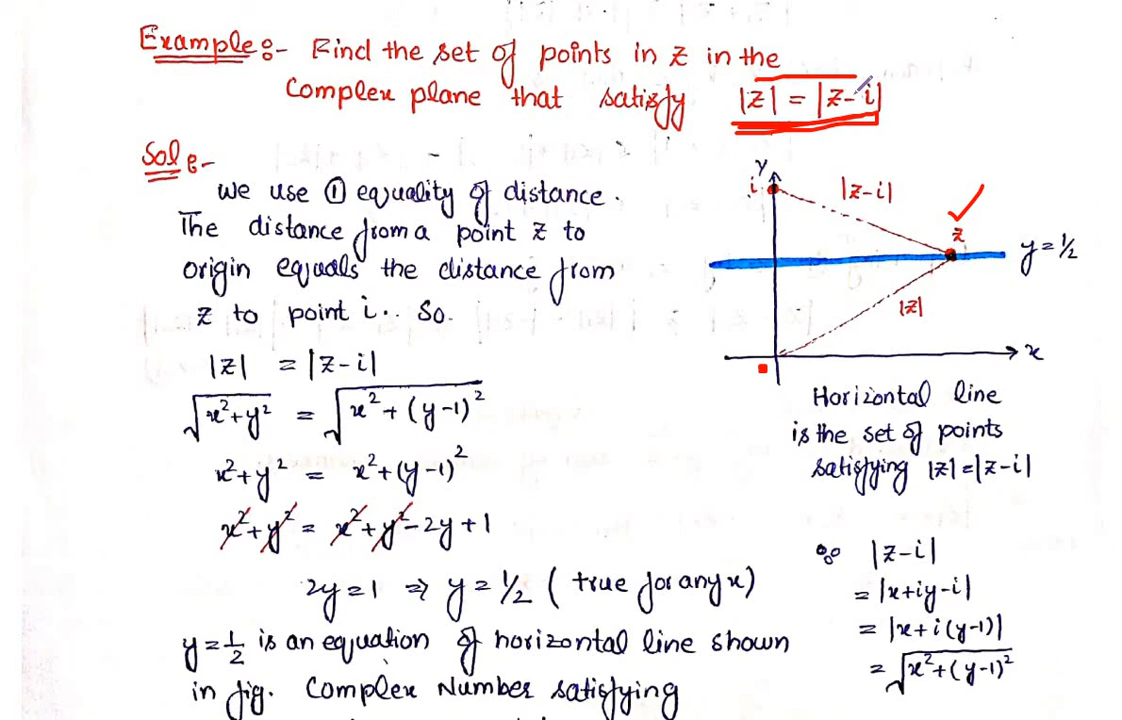 Example :- Find the set of points in z in the
Complex plane that satisfy |z| = |z-i|
Sol :-
we use ① equality of distance.
The distance from a point z to
origin equals the distance from
z to point i.. So.
|z| = |z-i|
√x²+y² = √x²+(y-1)²
x²+y² = x²+(y-1)²
x²+y² = x²+y²-2y+1
2y=1 ⇒ y=1/2 (true for any x)
y=1/2 is an equation of horizontal line shown
in fig. Complex Number satisfying
y
i
|z-i|
z
y=1/2
|z|
x
Horizontal line
is the set of points
satisfying |z|=|z-i|
∵ |z-i|
= |x+iy-i|
= |x+i(y-1)|
= √x²+(y-1)²